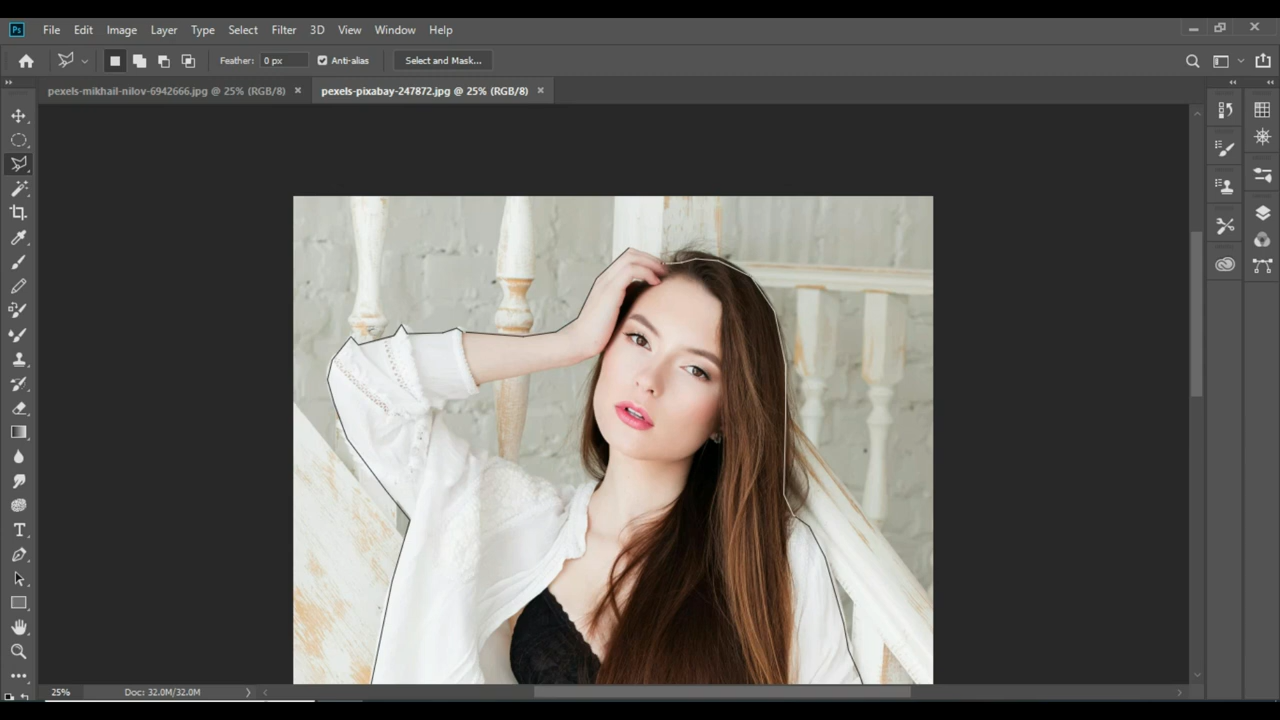 Ps File Edit Image Layer Type Select Filter 3D View Window Help
Feather: 0 px Anti-alias Select and Mask...
pexels-mikhail-nilov-6942666.jpg @ 25% (RGB/8) × pexels-pixabay-247872.jpg @ 25% (RGB/8) ×
T
25% Doc: 32.0M/32.0M